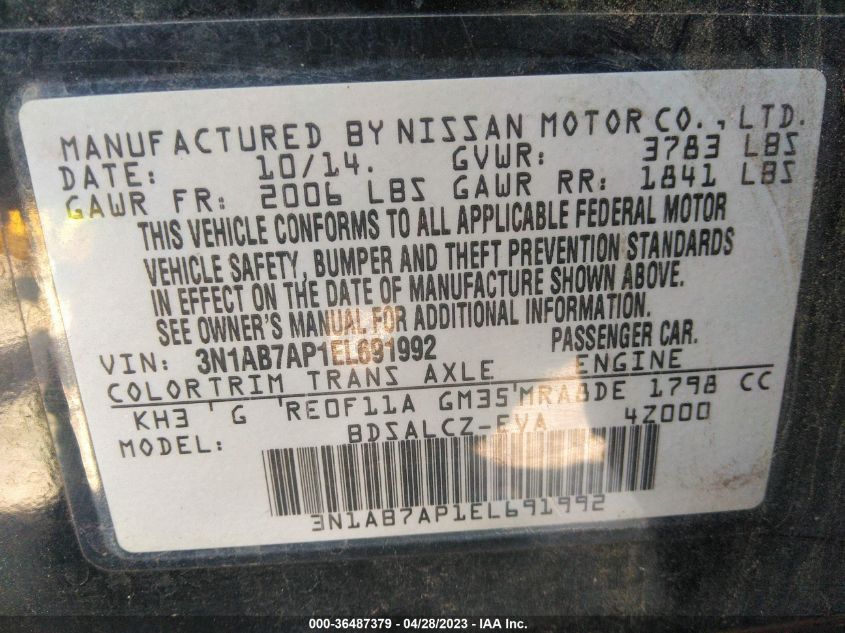 MANUFACTURED BY NISSAN MOTOR CO., LTD.
DATE: 10/14. GVWR: 3783 LBS
GAWR FR: 2006 LBS GAWR RR: 1841 LBS
THIS VEHICLE CONFORMS TO ALL APPLICABLE FEDERAL MOTOR
VEHICLE SAFETY, BUMPER AND THEFT PREVENTION STANDARDS
IN EFFECT ON THE DATE OF MANUFACTURE SHOWN ABOVE.
SEE OWNER'S MANUAL FOR ADDITIONAL INFORMATION.
VIN: 3N1AB7AP1EL691992 PASSENGER CAR.
COLORTRIM TRANS AXLE ENGINE
KH3 G RE0F11A GM35 MRA8DE 1798 CC
MODEL: BDSALCZ-EVA 4Z000
3N1AB7AP1EL691992
000-36487379 - 04/28/2023 - IAA Inc.